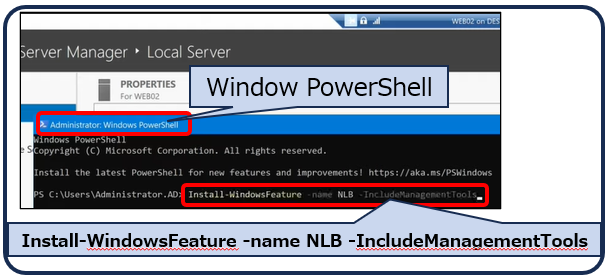 WEB02 on DES
Server Manager ‣ Local Server
PROPERTIES
For WEB02
Window PowerShell
Administrator: Windows PowerShell
Windows PowerShell
Copyright (C) Microsoft Corporation. All rights reserved.
Install the latest PowerShell for new features and improvements! https://aka.ms/PSWindows
PS C:\Users\Administrator.AD> Install-WindowsFeature -name NLB -IncludeManagementTools
Install-WindowsFeature -name NLB -IncludeManagementTools